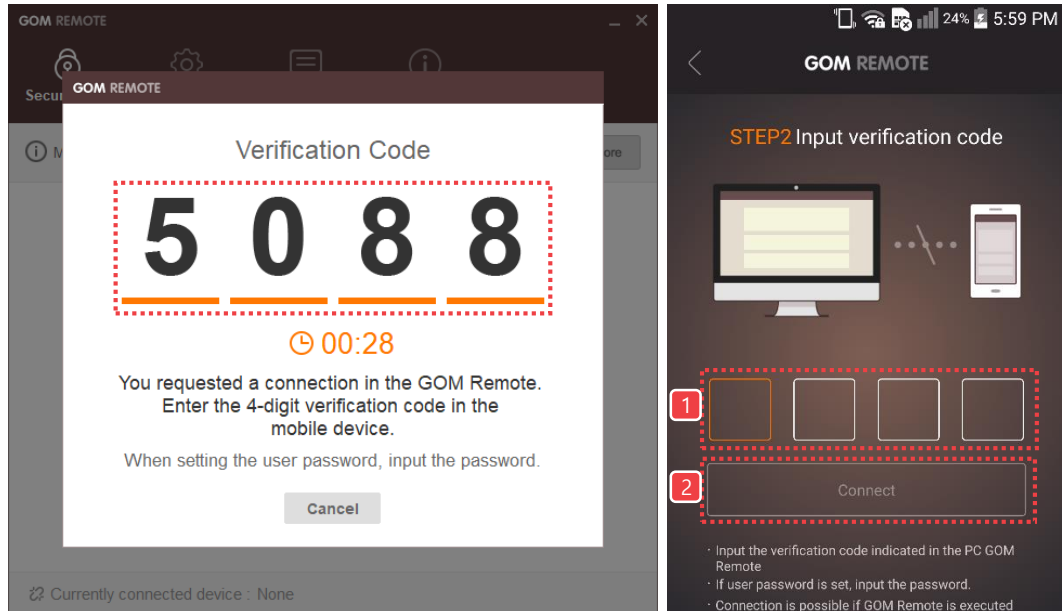 GOM REMOTE
Secu
GOM REMOTE
M
ore
Verification Code
5 0 8 8
00:28
You requested a connection in the GOM Remote.
Enter the 4-digit verification code in the
mobile device.
When setting the user password, input the password.
Cancel
Currently connected device : None
24% 5:59 PM
GOM REMOTE
STEP2 Input verification code
1
2
Connect
· Input the verification code indicated in the PC GOM
Remote
· If user password is set, input the password.
· Connection is possible if GOM Remote is executed